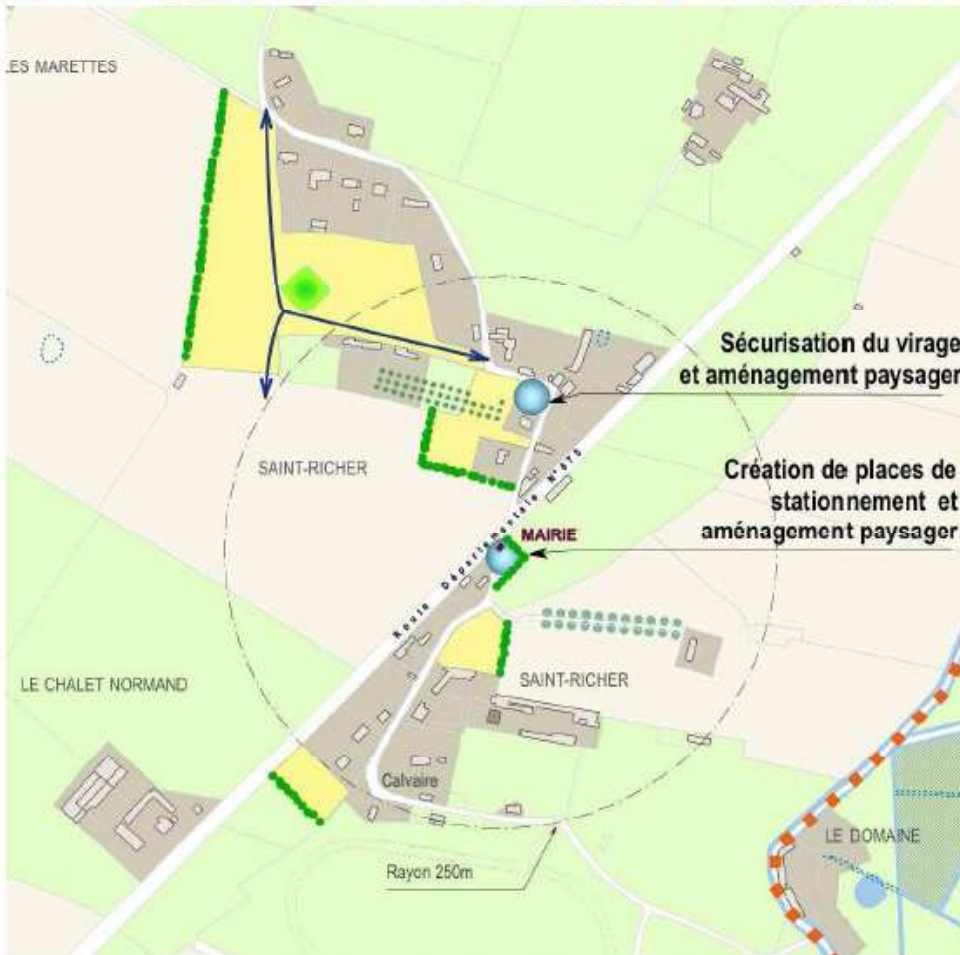 LES MARETTES
Sécurisation du virage
et aménagement paysager
SAINT-RICHER
Création de places de
stationnement et
aménagement paysager
Route Départementale N°675
MAIRIE
LE CHALET NORMAND
SAINT-RICHER
Calvaire
LE DOMAINE
Rayon 250m